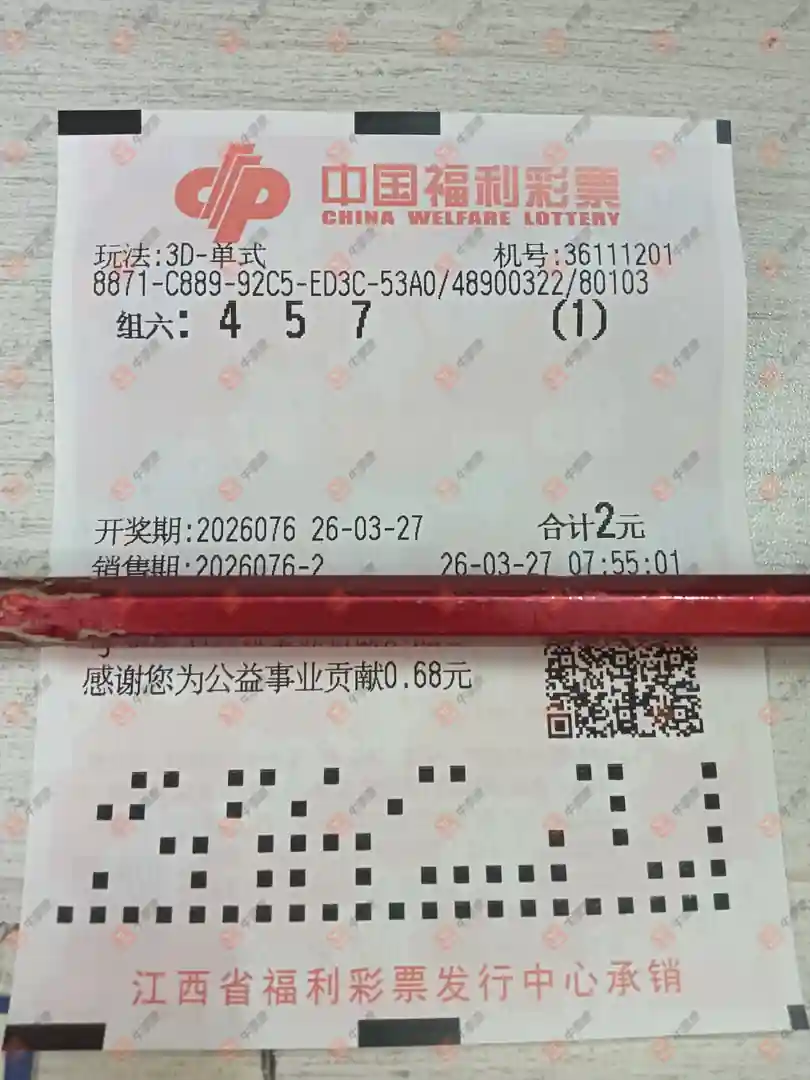 中国福利彩票
CHINA WELFARE LOTTERY
玩法:3D-单式 机号:36111201
8871-C889-92C5-ED3C-53A0/48900322/80103
组六: 4 5 7 (1)
开奖期:2026076 26-03-27 合计2元
销售期:2026076-2 26-03-27 07:55:01
感谢您为公益事业贡献0.68元
江西省福利彩票发行中心承销